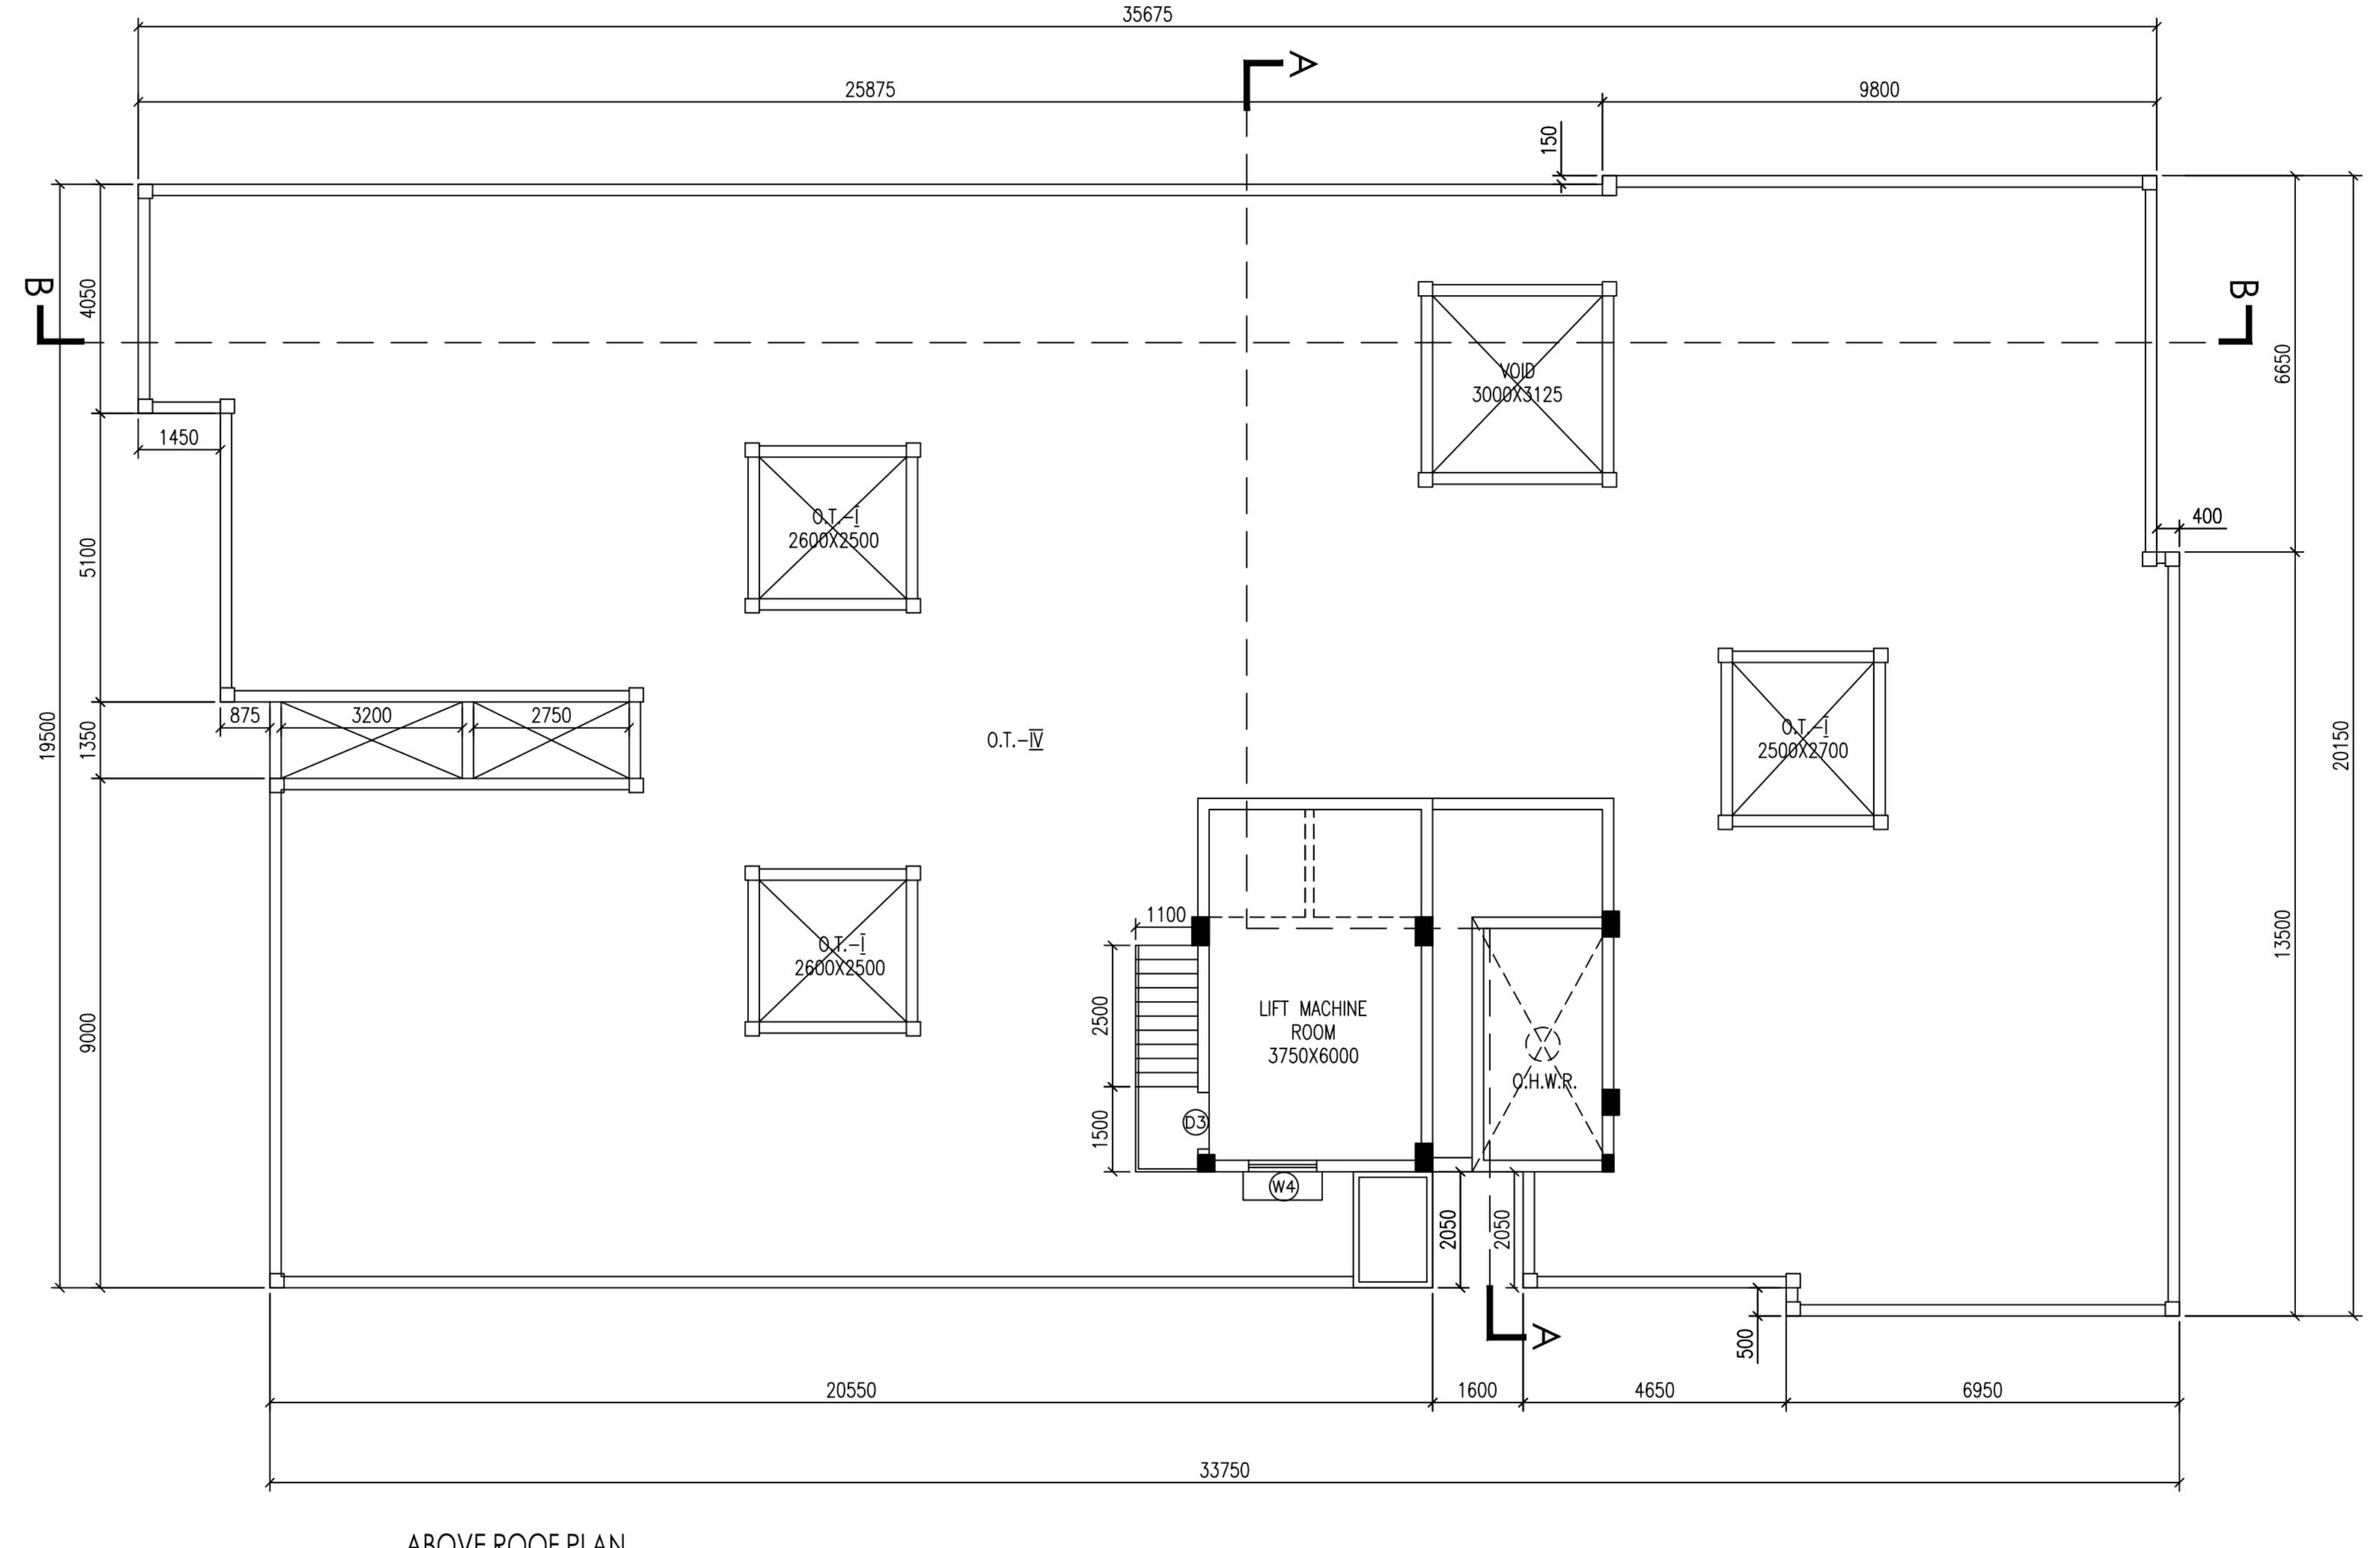 35675
25875
9800
A
150
B
B
4050
6650
VOID
3000X3125
1450
400
O.T.-I
2600X2500
5100
875
3200
2750
O.T.-IV
O.T.-I
2500X2700
19500
1350
20150
1100
O.T.-I
2600X2500
13500
2500
LIFT MACHINE
ROOM
3750X6000
9000
O.H.W.R.
1500
D3
W4
2050
2050
A
500
20550
1600
4650
6950
33750
ABOVE ROOF PLAN